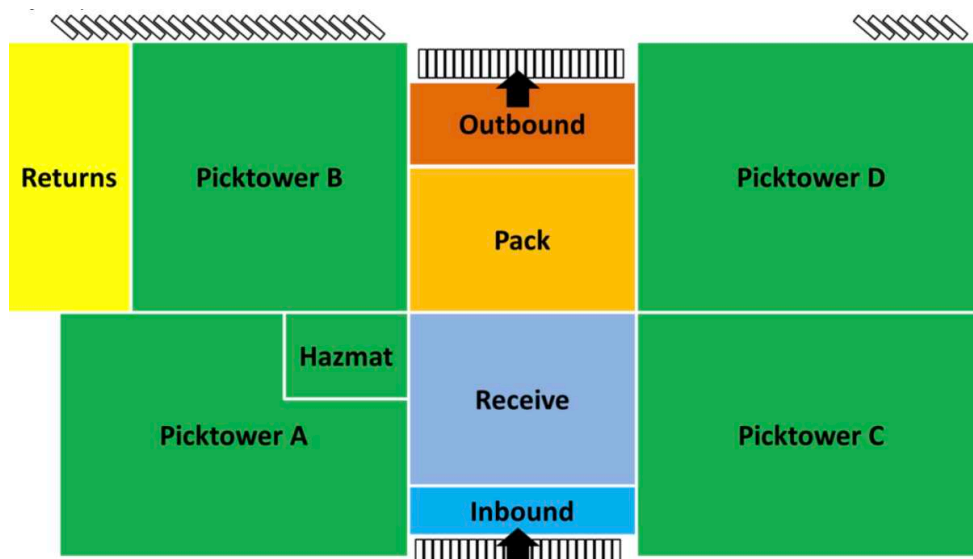 Outbound
Returns
Picktower B
Picktower D
Pack
Hazmat
Receive
Picktower A
Picktower C
Inbound